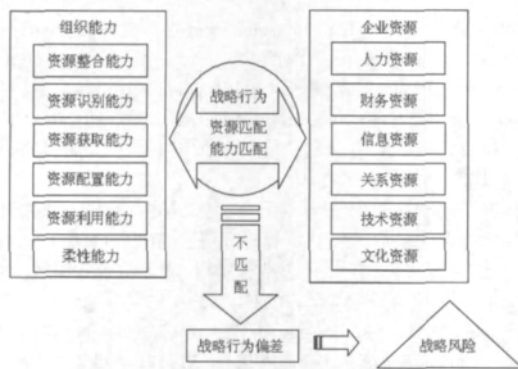 组织能力
资源整合能力
资源识别能力
资源获取能力
资源配置能力
资源利用能力
柔性能力
战略行为
资源匹配
能力匹配
企业资源
人力资源
财务资源
信息资源
关系资源
技术资源
文化资源
不
匹
配
战略行为偏差
战略风险